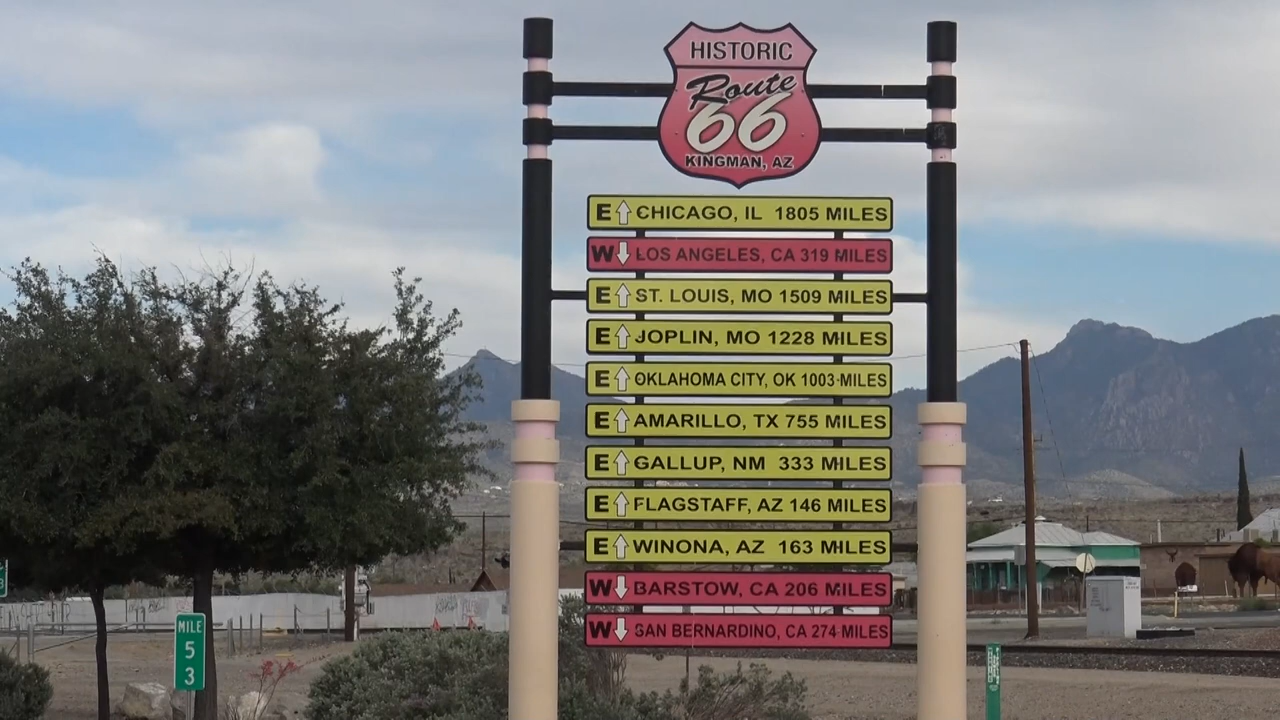 HISTORIC
Route
66
KINGMAN, AZ
E ↑ CHICAGO, IL 1805 MILES
W ↓ LOS ANGELES, CA 319 MILES
E ↑ ST. LOUIS, MO 1509 MILES
E ↑ JOPLIN, MO 1228 MILES
E ↑ OKLAHOMA CITY, OK 1003 MILES
E ↑ AMARILLO, TX 755 MILES
E ↑ GALLUP, NM 333 MILES
E ↑ FLAGSTAFF, AZ 146 MILES
E ↑ WINONA, AZ 163 MILES
W ↓ BARSTOW, CA 206 MILES
W ↓ SAN BERNARDINO, CA 274 MILES
MILE
5
3